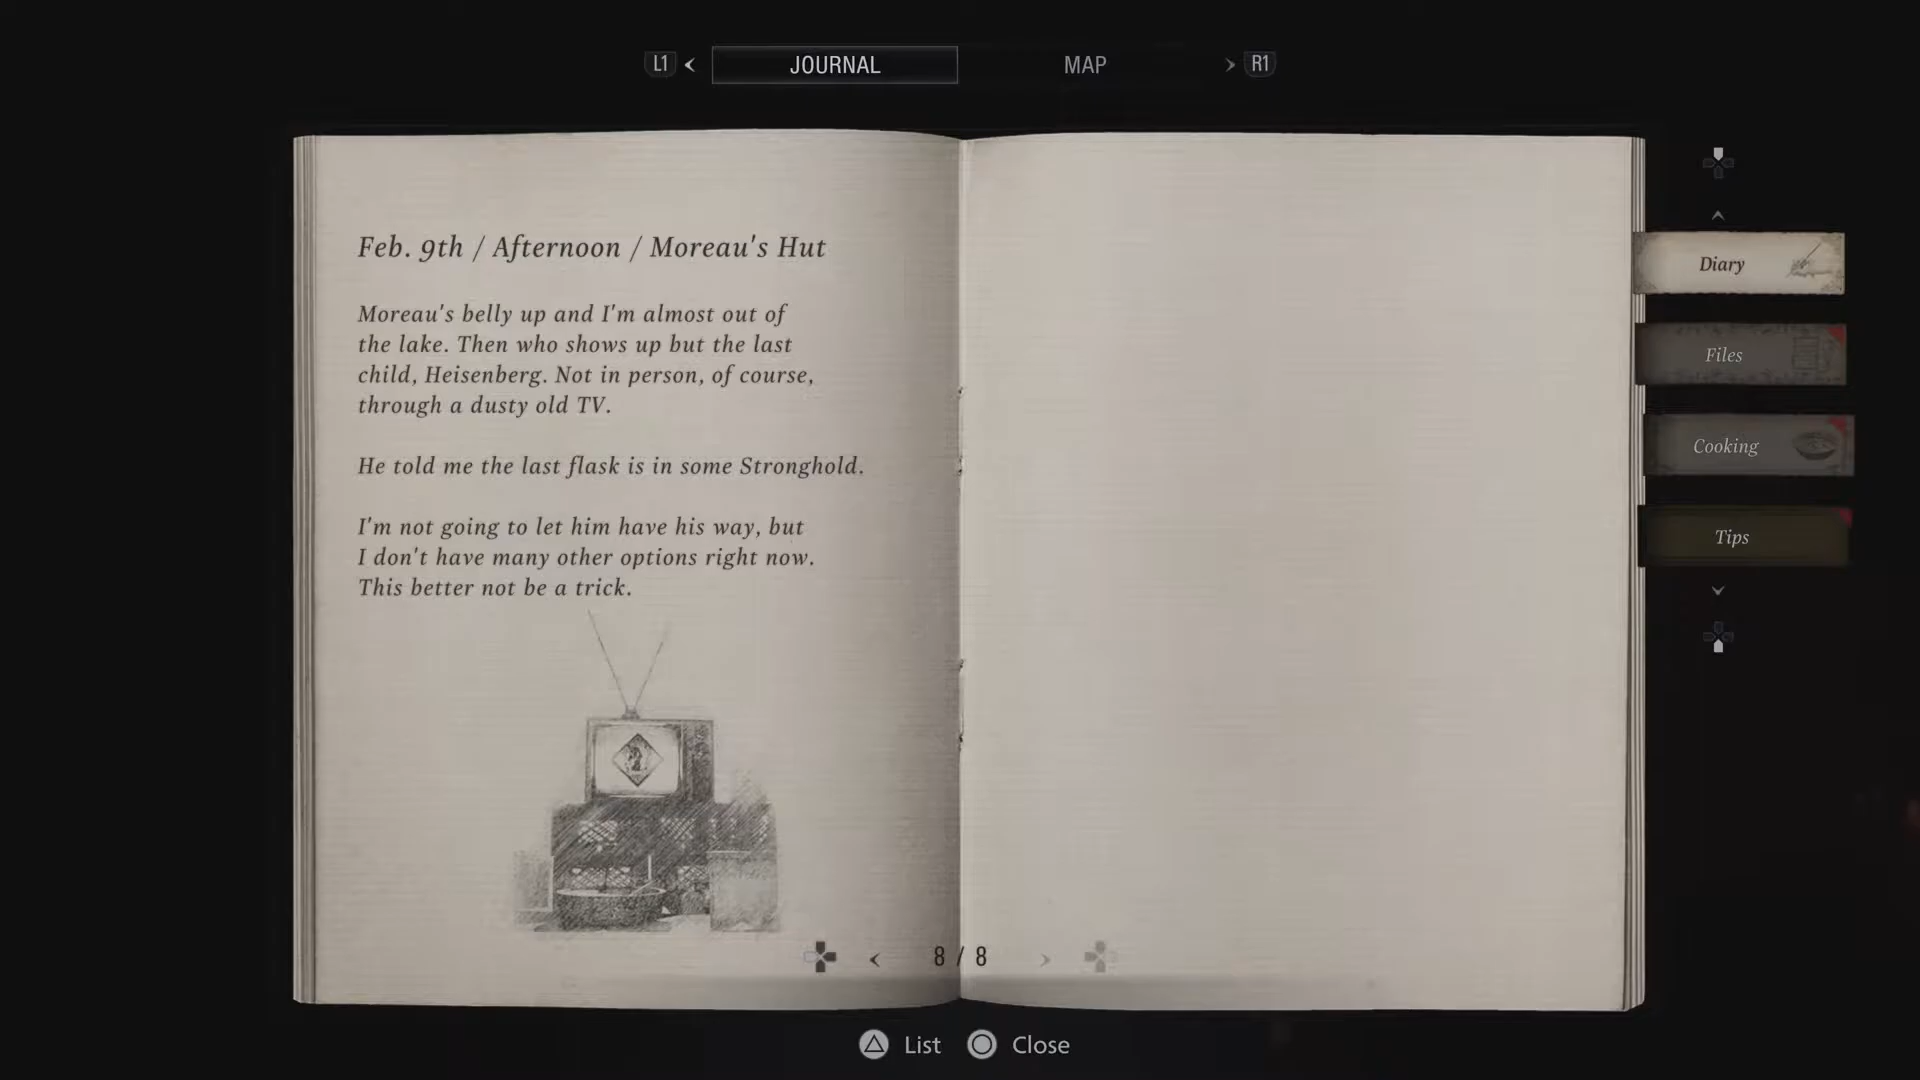 L1 < JOURNAL MAP > R1
Feb. 9th / Afternoon / Moreau's Hut
Moreau's belly up and I'm almost out of
the lake. Then who shows up but the last
child, Heisenberg. Not in person, of course,
through a dusty old TV.
He told me the last flask is in some Stronghold.
I'm not going to let him have his way, but
I don't have many other options right now.
This better not be a trick.
8 / 8
Diary
Files
Cooking
Tips
List Close